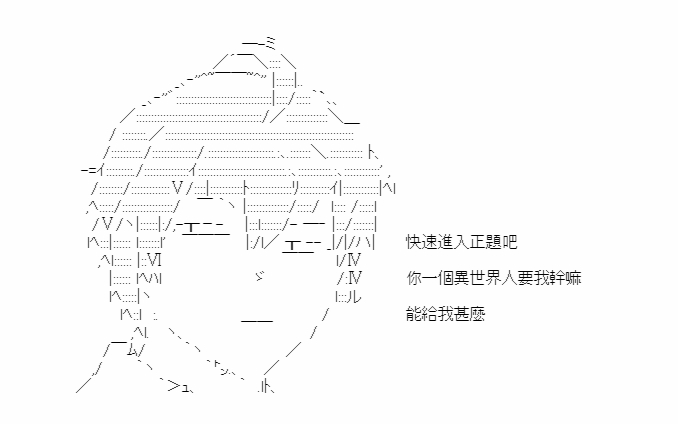 快速進入正題吧
你一個異世界人要我幹嘛
能給我甚麼